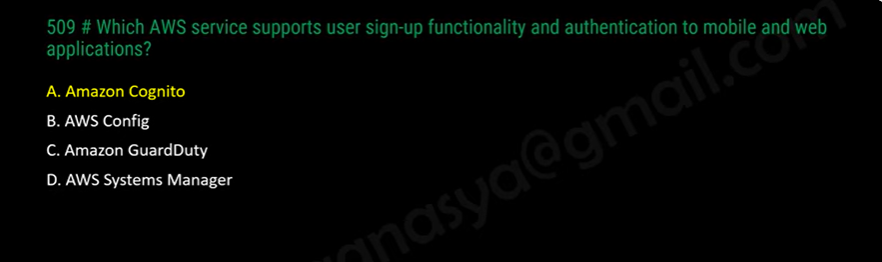 509 # Which AWS service supports user sign-up functionality and authentication to mobile and web
applications?
A. Amazon Cognito
B. AWS Config
C. Amazon GuardDuty
D. AWS Systems Manager